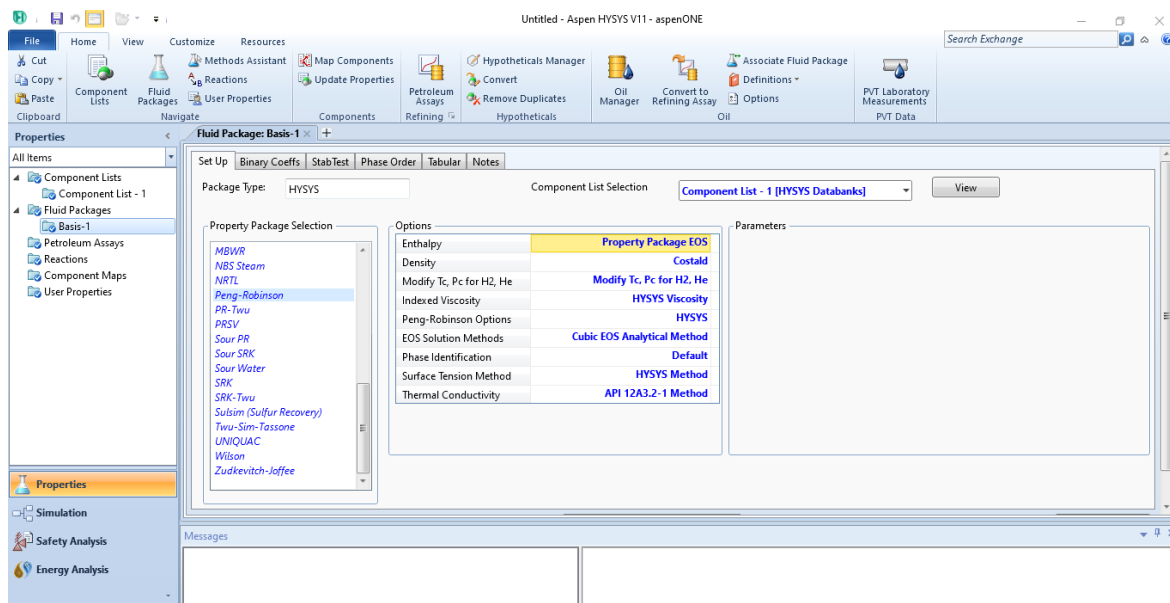 Untitled - Aspen HYSYS V11 - aspenONE
File Home View Customize Resources
Search Exchange
Cut
Copy
Paste
Clipboard
Component Lists
Fluid Packages
Methods Assistant
Reactions
User Properties
Navigate
Map Components
Update Properties
Components
Petroleum Assays
Refining
Hypotheticals Manager
Convert
Remove Duplicates
Hypotheticals
Oil Manager
Convert to Refining Assay
Associate Fluid Package
Definitions
Options
Oil
PVT Laboratory Measurements
PVT Data
Properties
All Items
Component Lists
Component List - 1
Fluid Packages
Basis-1
Petroleum Assays
Reactions
Component Maps
User Properties
Properties
Simulation
Safety Analysis
Energy Analysis
Fluid Package: Basis-1
Set Up Binary Coeffs StabTest Phase Order Tabular Notes
Package Type: HYSYS Component List Selection Component List - 1 [HYSYS Databanks] View
Property Package Selection
MBWR
NBS Steam
NRTL
Peng-Robinson
PR-Twu
PRSV
Sour PR
Sour SRK
Sour Water
SRK
SRK-Twu
Sulsim (Sulfur Recovery)
Twu-Sim-Tassone
UNIQUAC
Wilson
Zudkevitch-Joffee
Options
Enthalpy Property Package EOS
Density Costald
Modify Tc, Pc for H2, He Modify Tc, Pc for H2, He
Indexed Viscosity HYSYS Viscosity
Peng-Robinson Options HYSYS
EOS Solution Methods Cubic EOS Analytical Method
Phase Identification Default
Surface Tension Method HYSYS Method
Thermal Conductivity API 12A3.2-1 Method
Parameters
Messages